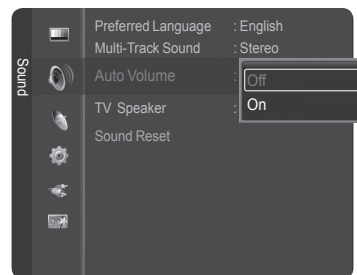 Sound
Preferred Language : English
Multi-Track Sound : Stereo
Auto Volume :
Off
On
TV Speaker :
Sound Reset